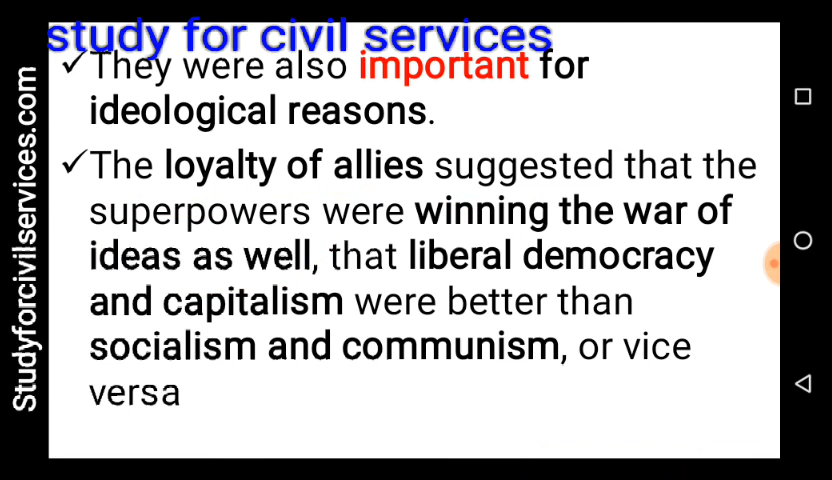 study for civil services
✓They were also important for
ideological reasons.
✓The loyalty of allies suggested that the
superpowers were winning the war of
ideas as well, that liberal democracy
and capitalism were better than
socialism and communism, or vice
versa
Studyforcivilservices.com